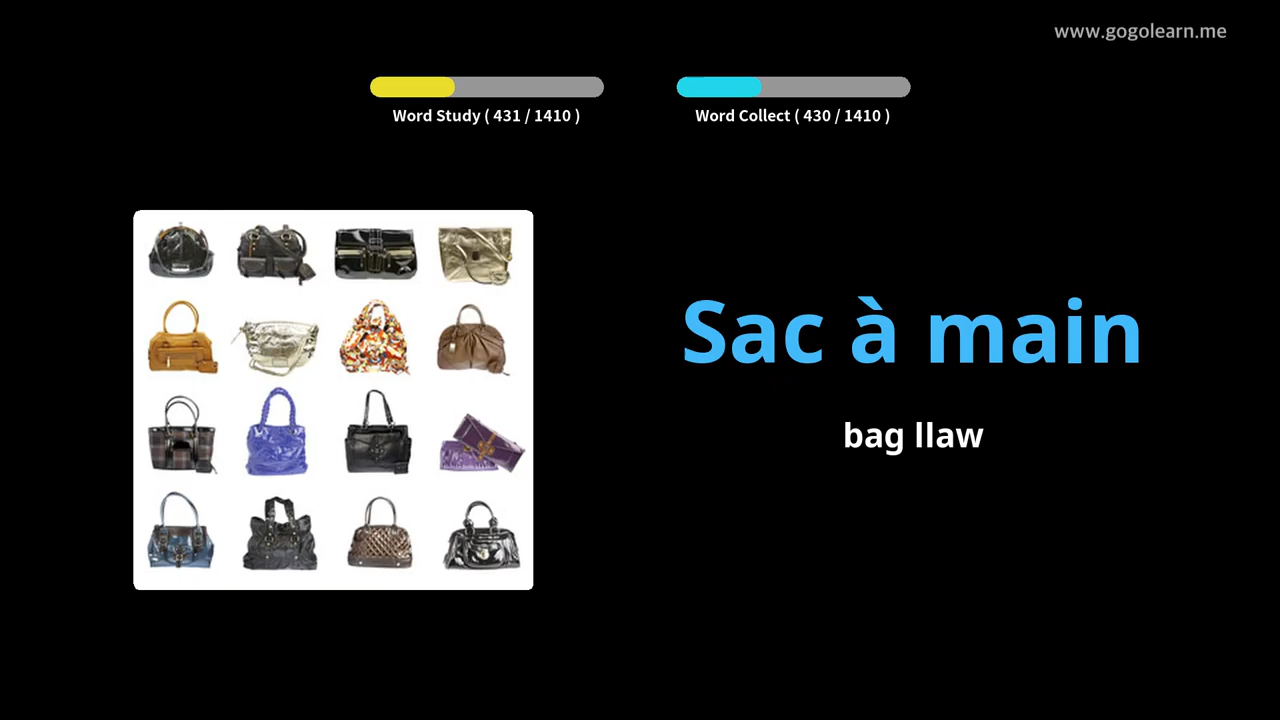 www.gogolearn.me
Word Study ( 431 / 1410 )
Word Collect ( 430 / 1410 )
Sac à main
bag llaw